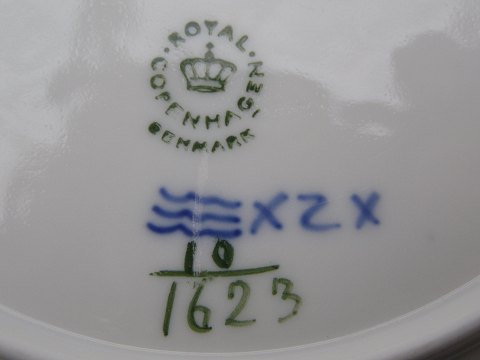 ROYAL
COPENHAGEN
DENMARK
XZX
10
1623